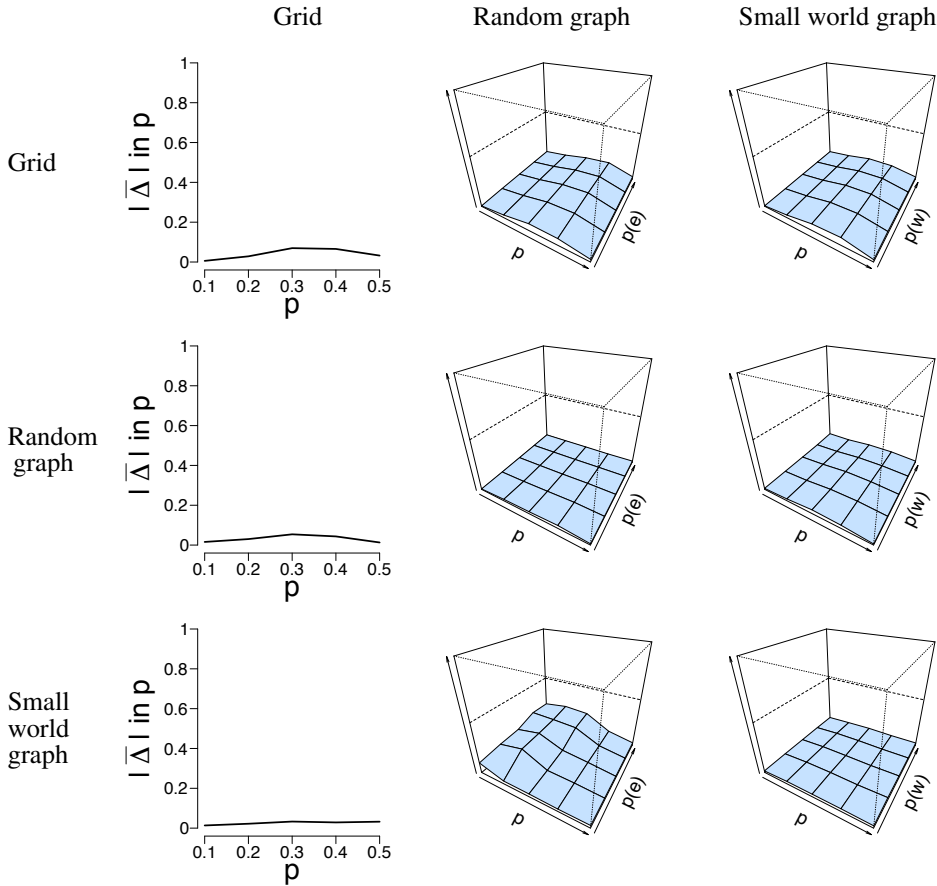 Grid
Random graph
Small world graph
Grid
1
0.8
0.6
0.4
0.2
0
| Δ̅ | in p
0.1 0.2 0.3 0.4 0.5
p
p
p(e)
p
p(w)
Random
graph
1
0.8
0.6
0.4
0.2
0
| Δ̅ | in p
0.1 0.2 0.3 0.4 0.5
p
p
p(e)
p
p(w)
Small
world
graph
1
0.8
0.6
0.4
0.2
0
| Δ̅ | in p
0.1 0.2 0.3 0.4 0.5
p
p
p(e)
p
p(w)